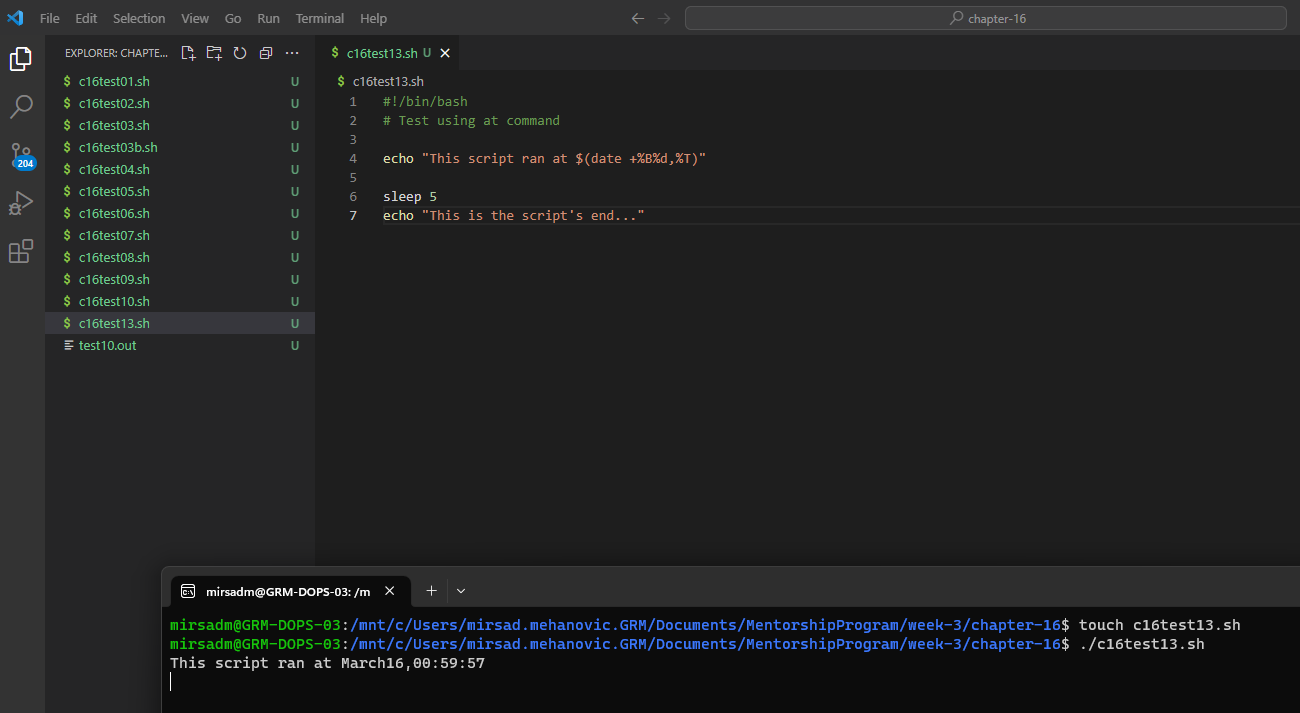 File Edit Selection View Go Run Terminal Help
chapter-16
EXPLORER: CHAPTE...
c16test01.sh U
c16test02.sh U
c16test03.sh U
c16test03b.sh U
c16test04.sh U
c16test05.sh U
c16test06.sh U
c16test07.sh U
c16test08.sh U
c16test09.sh U
c16test10.sh U
c16test13.sh U
test10.out U
204
$ c16test13.sh U
$ c16test13.sh
1 #!/bin/bash
2 # Test using at command
3
4 echo "This script ran at $(date +%B%d,%T)"
5
6 sleep 5
7 echo "This is the script's end..."
mirsadm@GRM-DOPS-03: /m
mirsadm@GRM-DOPS-03:/mnt/c/Users/mirsad.mehanovic.GRM/Documents/MentorshipProgram/week-3/chapter-16$ touch c16test13.sh
mirsadm@GRM-DOPS-03:/mnt/c/Users/mirsad.mehanovic.GRM/Documents/MentorshipProgram/week-3/chapter-16$ ./c16test13.sh
This script ran at March16,00:59:57